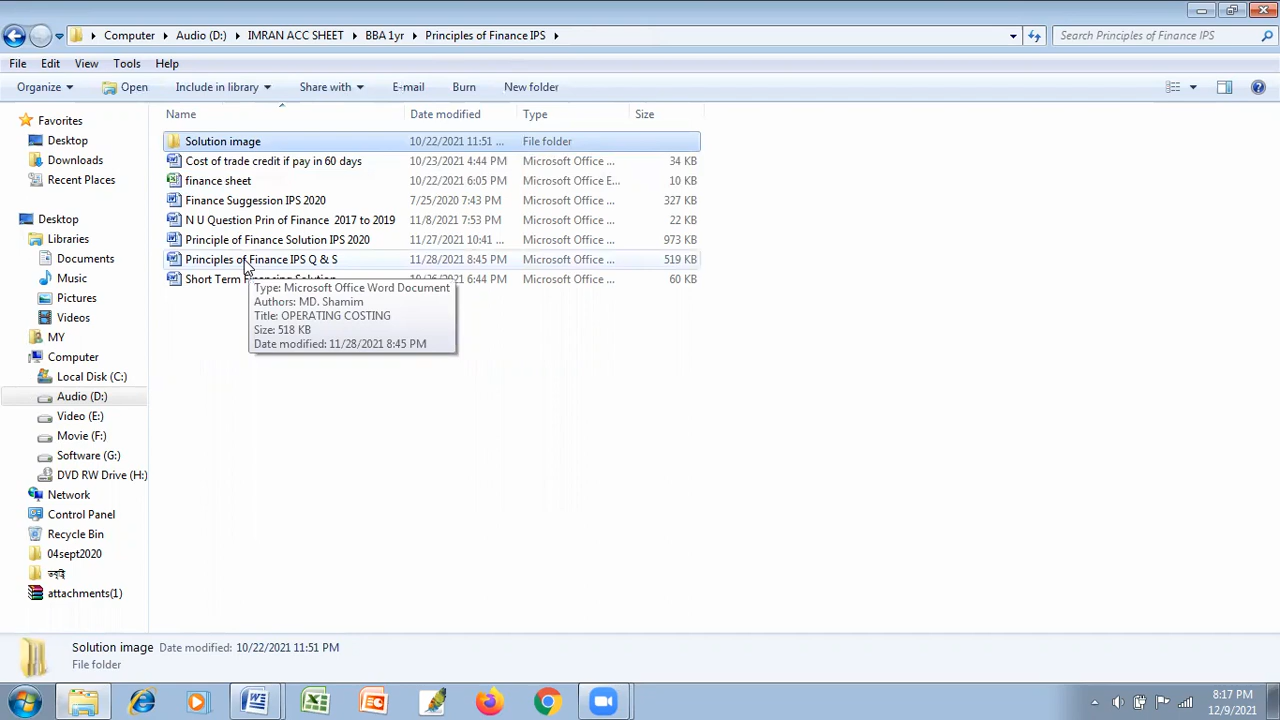 Computer Audio (D:) IMRAN ACC SHEET BBA 1yr Principles of Finance IPS Search Principles of Finance IPS
File Edit View Tools Help
Organize Open Include in library Share with E-mail Burn New folder
Name Date modified Type Size
Favorites
Desktop
Downloads
Recent Places
Desktop
Libraries
Documents
Music
Pictures
Videos
MY
Computer
Local Disk (C:)
Audio (D:)
Video (E:)
Movie (F:)
Software (G:)
DVD RW Drive (H:)
Network
Control Panel
Recycle Bin
04sept2020
attachments(1)
Solution image 10/22/2021 11:51 ... File folder
Cost of trade credit if pay in 60 days 10/23/2021 4:44 PM Microsoft Office ... 34 KB
finance sheet 10/22/2021 6:05 PM Microsoft Office E... 10 KB
Finance Suggession IPS 2020 7/25/2020 7:43 PM Microsoft Office ... 327 KB
N U Question Prin of Finance 2017 to 2019 11/8/2021 7:53 PM Microsoft Office ... 22 KB
Principle of Finance Solution IPS 2020 11/27/2021 10:41 ... Microsoft Office ... 973 KB
Principles of Finance IPS Q & S 11/28/2021 8:45 PM Microsoft Office ... 519 KB
Short Term Financing Solution 10/26/2021 6:44 PM Microsoft Office ... 60 KB
Type: Microsoft Office Word Document
Authors: MD. Shamim
Title: OPERATING COSTING
Size: 518 KB
Date modified: 11/28/2021 8:45 PM
Solution image Date modified: 10/22/2021 11:51 PM
File folder
8:17 PM
12/9/2021